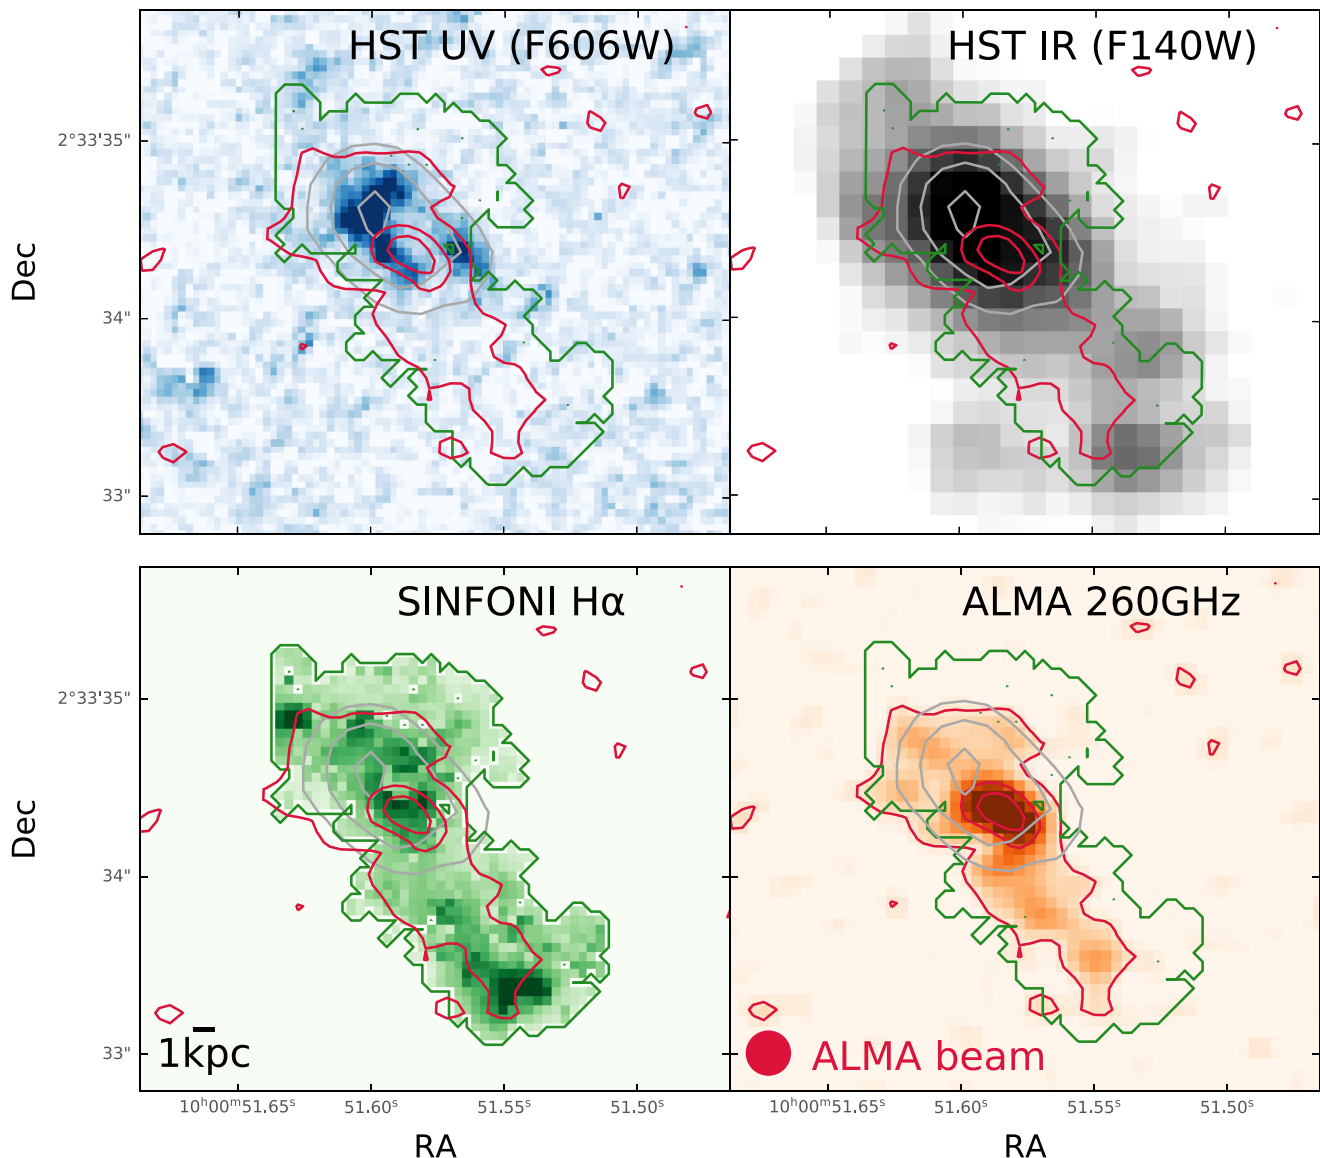 HST UV (F606W)
HST IR (F140W)
Dec
2°33'35"
34"
33"
SINFONI Hα
ALMA 260GHz
Dec
2°33'35"
34"
33"
1kpc
ALMA beam
10ʰ00ᵐ51.65ˢ 51.60ˢ 51.55ˢ 51.50ˢ
10ʰ00ᵐ51.65ˢ 51.60ˢ 51.55ˢ 51.50ˢ
RA
RA